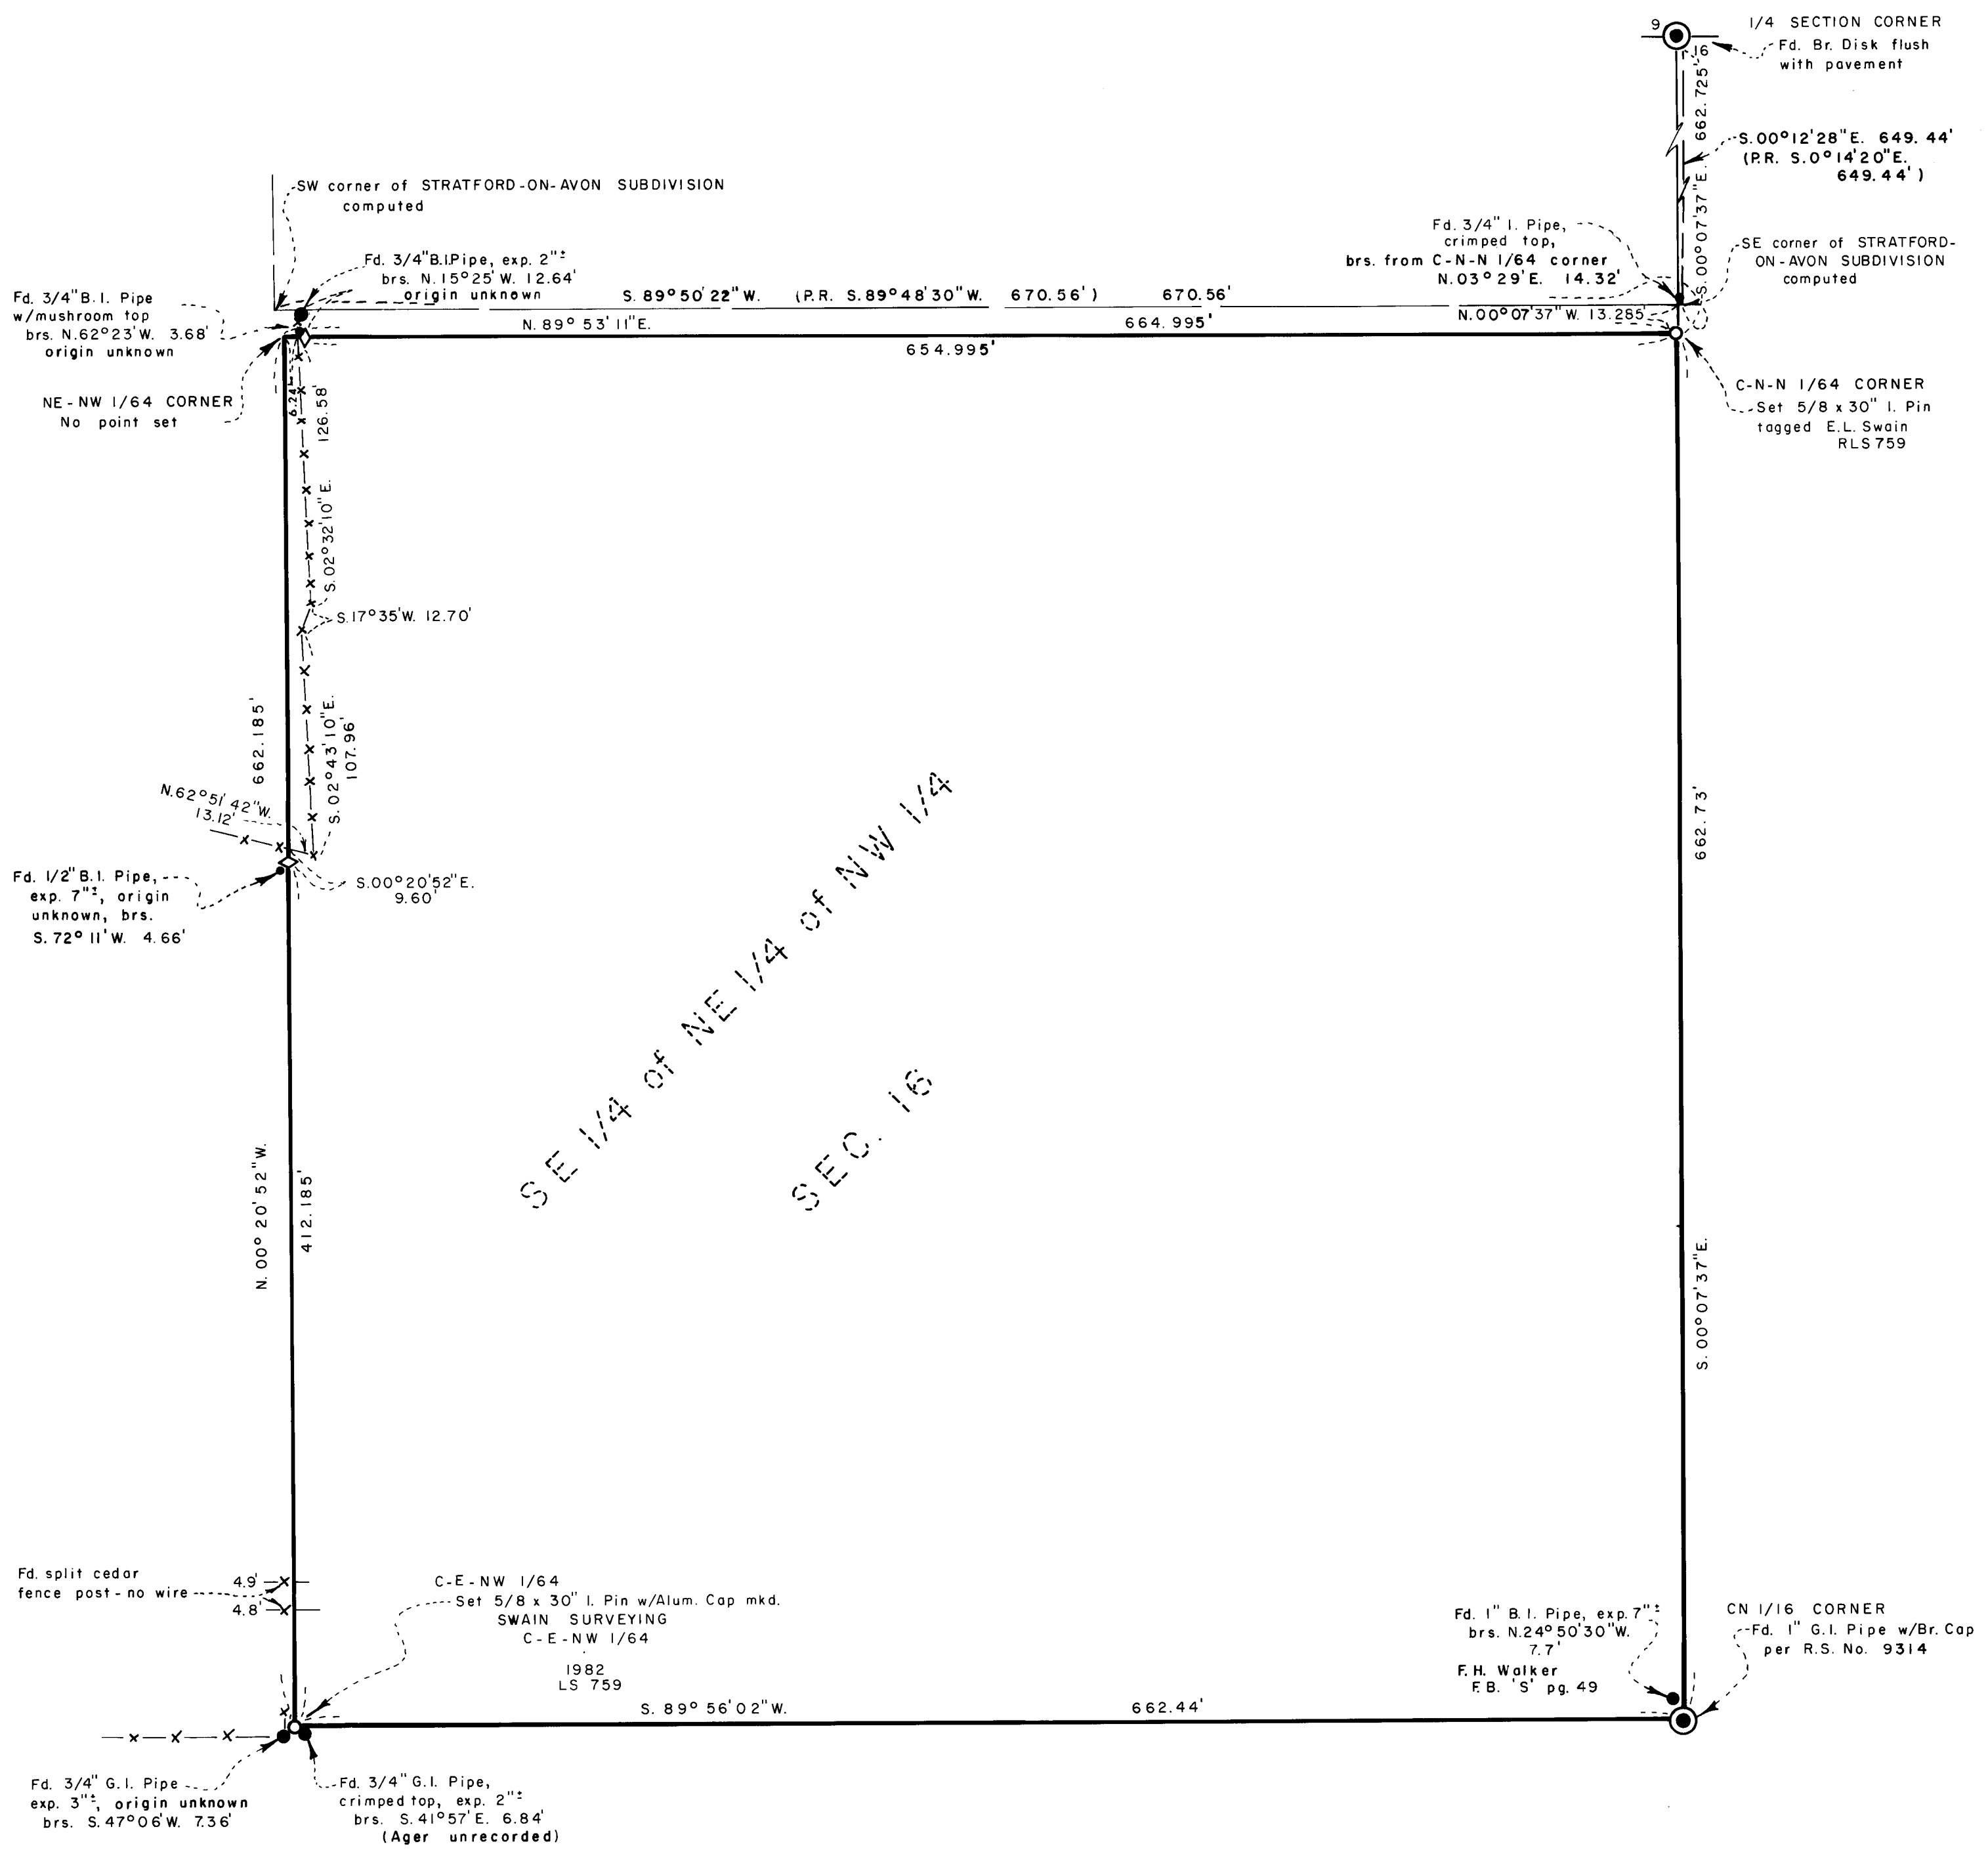 9
1/4 SECTION CORNER
Fd. Br. Disk flush
with pavement
16
S.00°07'37"E. 662.725'
S.00°12'28"E. 649.44'
(P.R. S.0°14'20"E.
649.44')
SW corner of STRATFORD-ON-AVON SUBDIVISION
computed
Fd. 3/4" I. Pipe,
crimped top,
brs. from C-N-N 1/64 corner
N.03°29'E. 14.32'
SE corner of STRATFORD-
ON-AVON SUBDIVISION
computed
Fd. 3/4"B.I.Pipe, exp. 2"±
brs. N.15°25'W. 12.64'
origin unknown
Fd. 3/4"B.I. Pipe
w/mushroom top
brs. N.62°23'W. 3.68'
origin unknown
S. 89°50'22"W. (P.R. S.89°48'30"W. 670.56') 670.56'
N.00°07'37"W. 13.285'
N. 89°53'11"E. 664.995'
654.995'
NE-NW 1/64 CORNER
No point set
C-N-N 1/64 CORNER
Set 5/8 x 30" I. Pin
tagged E.L. Swain
RLS 759
6.24'
126.58'
S.02°32'10"E.
S.17°35'W. 12.70'
662.185'
S.02°43'10"E.
107.96'
N.62°51'42"W.
13.12'
Fd. 1/2"B.I. Pipe,
exp. 7"±, origin
unknown, brs.
S.72°11'W. 4.66'
S.00°20'52"E.
9.60'
662.73'
SE 1/4 of NE 1/4 of NW 1/4
SEC. 16
N.00°20'52"W.
412.185'
S.00°07'37"E.
Fd. split cedar
fence post-no wire
4.9'
4.8'
C-E-NW 1/64
Set 5/8 x 30" I. Pin w/Alum. Cap mkd.
SWAIN SURVEYING
C-E-NW 1/64
1982
LS 759
Fd. 1" B.I. Pipe, exp. 7"±
brs. N.24°50'30"W.
7.7'
F.H. Walker
F.B. 'S' pg. 49
CN 1/16 CORNER
Fd. 1" G.I. Pipe w/Br. Cap
per R.S. No. 9314
S. 89°56'02"W. 662.44'
Fd. 3/4" G.I. Pipe
exp. 3"±, origin unknown
brs. S.47°06'W. 7.36'
Fd. 3/4" G.I. Pipe,
crimped top, exp. 2"±
brs. S.41°57'E. 6.84'
(Ager unrecorded)